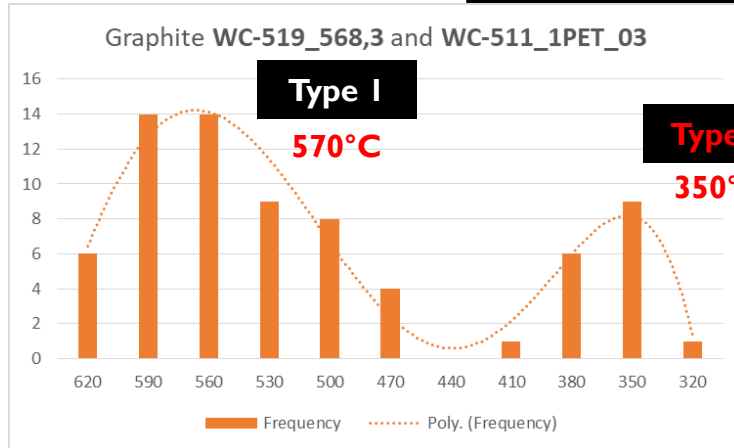 Graphite WC-519_568,3 and WC-511_1PET_03
Type I
570°C
Type
350°
16
14
12
10
8
6
4
2
0
620 590 560 530 500 470 440 410 380 350 320
Frequency Poly. (Frequency)